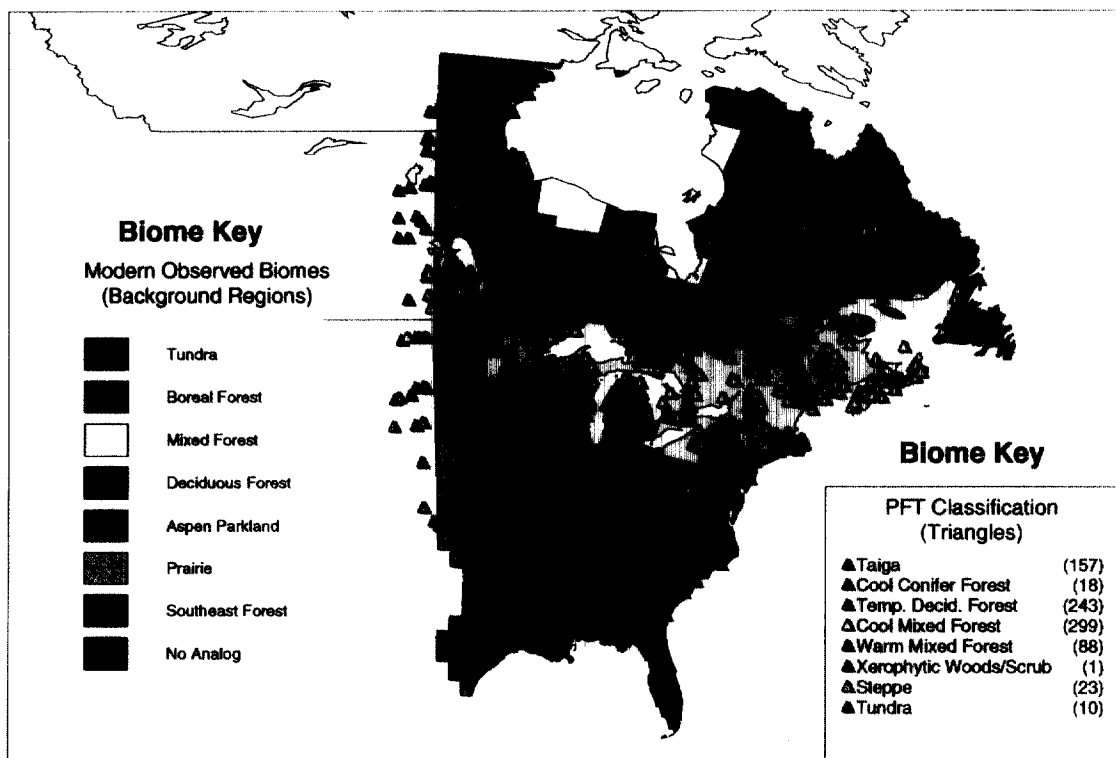 Biome Key
Modern Observed Biomes
(Background Regions)
Tundra
Boreal Forest
Mixed Forest
Deciduous Forest
Aspen Parkland
Prairie
Southeast Forest
No Analog
Biome Key
PFT Classification
(Triangles)
Taiga (157)
Cool Conifer Forest (18)
Temp. Decid. Forest (243)
Cool Mixed Forest (299)
Warm Mixed Forest (88)
Xerophytic Woods/Scrub (1)
Steppe (23)
Tundra (10)